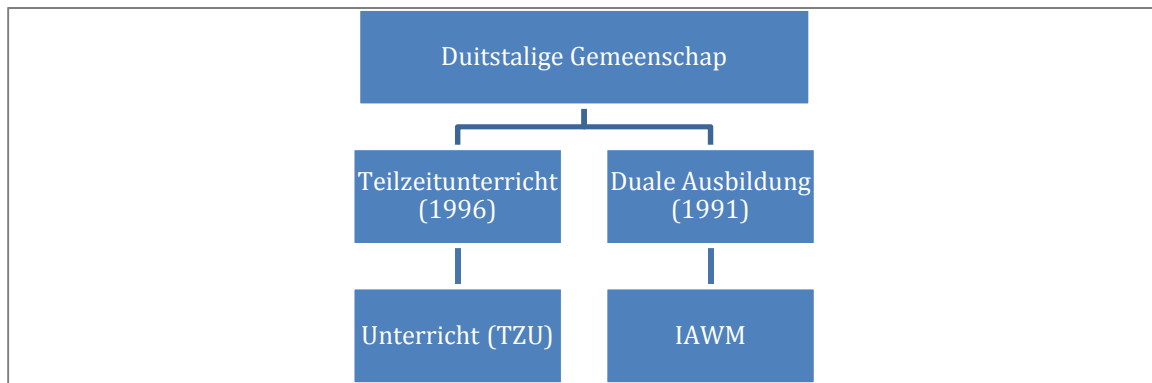 Duitstalige Gemeenschap
Teilzeitunterricht
(1996)
Duale Ausbildung
(1991)
Unterricht (TZU)
IAWM